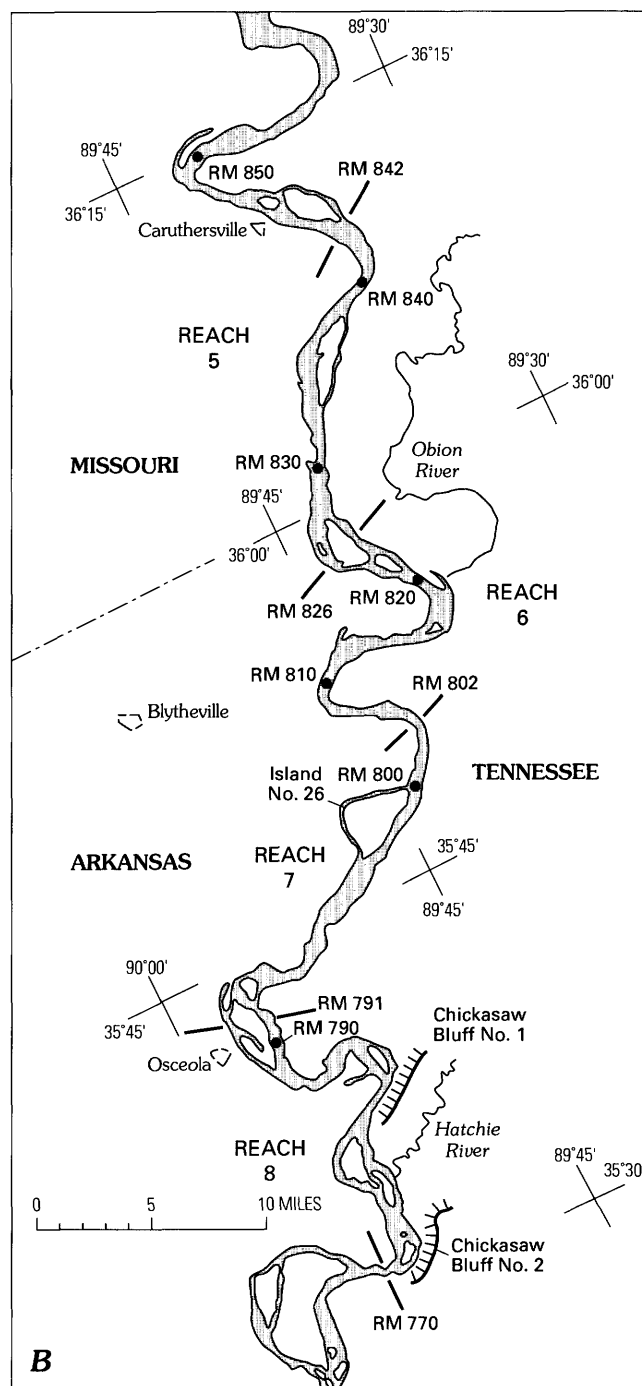 89°30'
36°15'
89°45'
RM 850
RM 842
36°15'
Caruthersville
RM 840
REACH
5
89°30'
36°00'
MISSOURI
RM 830
Obion
River
89°45'
36°00'
RM 820
REACH
6
RM 826
RM 810
RM 802
Blytheville
RM 800
TENNESSEE
Island
No. 26
35°45'
ARKANSAS
REACH
7
89°45'
90°00'
RM 791
35°45'
RM 790
Chickasaw
Bluff No. 1
Osceola
Hatchie
River
REACH
8
89°45'
35°30'
0 5 10 MILES
Chickasaw
Bluff No. 2
RM 770
B